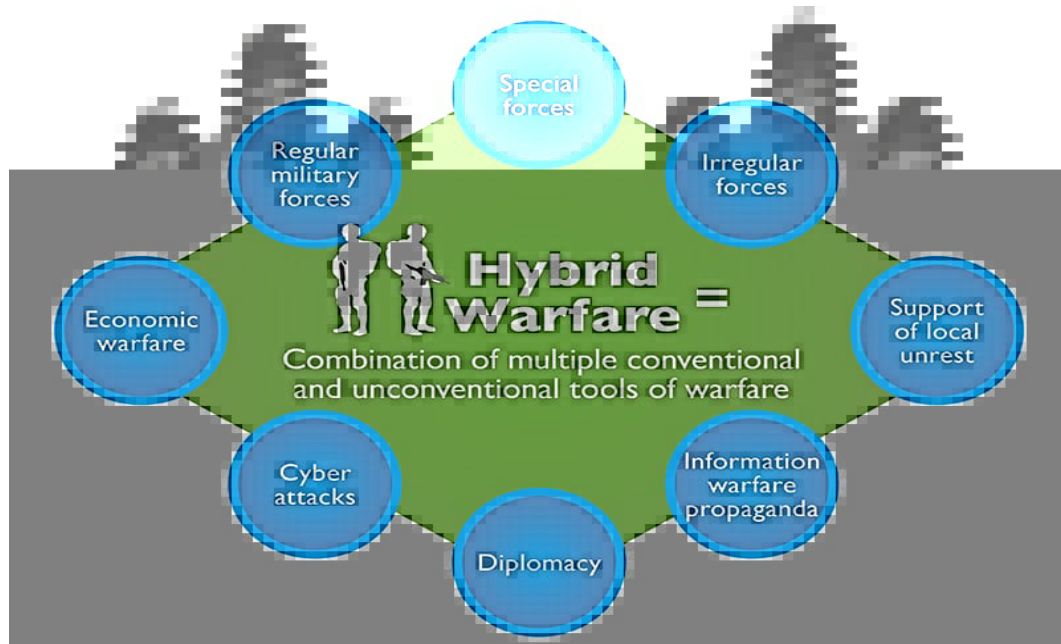 Special
forces
Regular
military
forces
Irregular
forces
Hybrid
Warfare =
Combination of multiple conventional
and unconventional tools of warfare
Economic
warfare
Support
of local
unrest
Cyber
attacks
Information
warfare
propaganda
Diplomacy